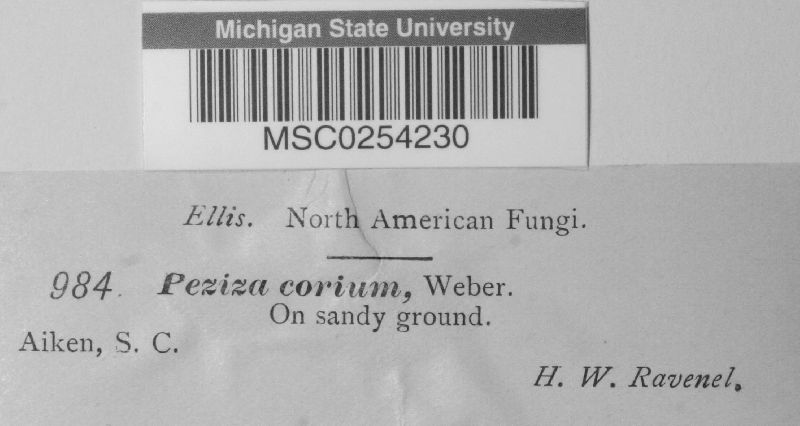 Michigan State University
MSC0254230
Ellis. North American Fungi.
984. Peziza corium, Weber.
On sandy ground.
Aiken, S. C.
H. W. Ravenel.